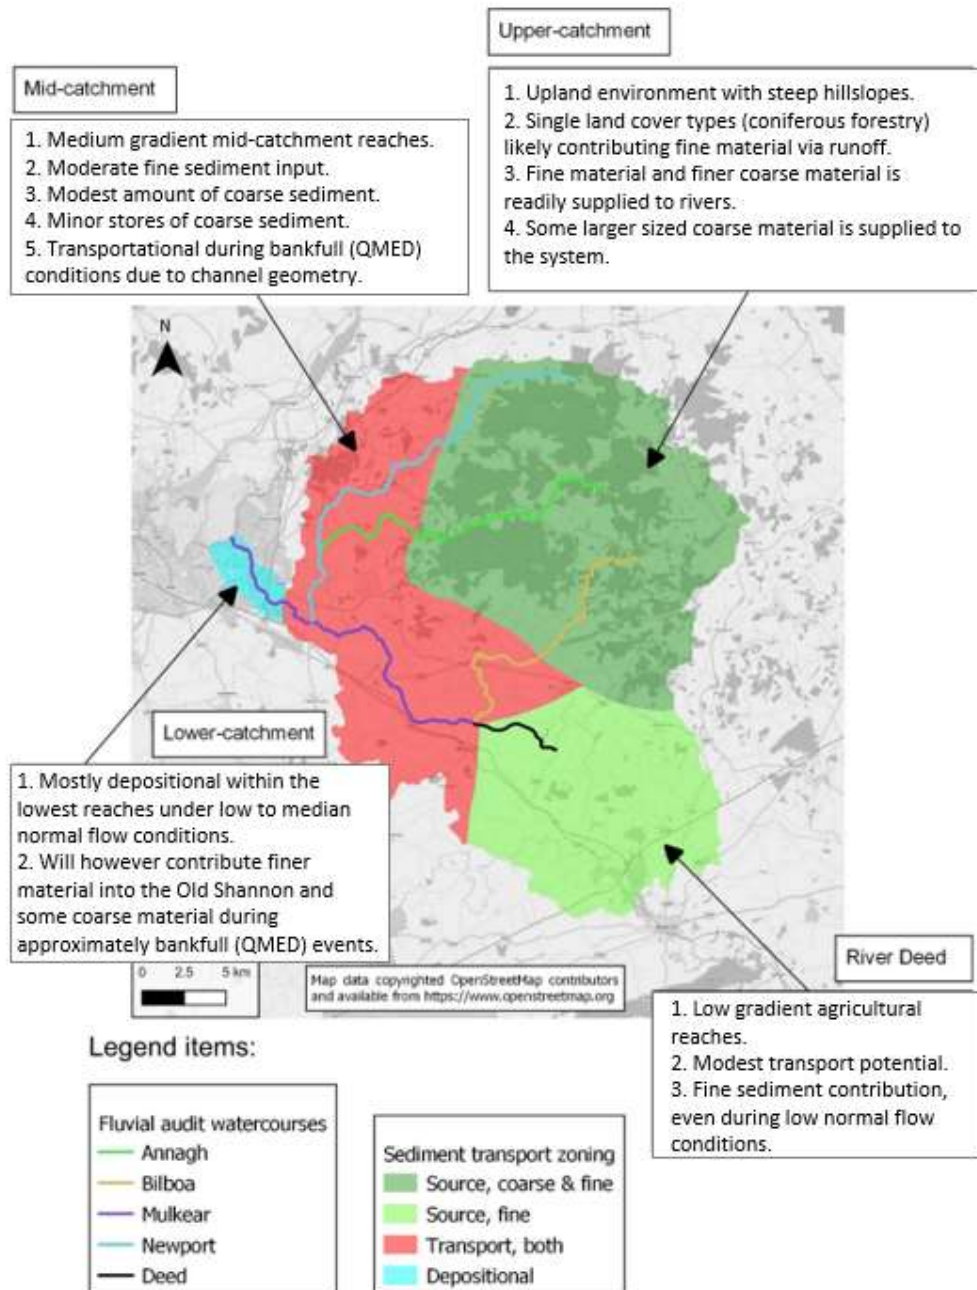 Upper-catchment
1. Upland environment with steep hillslopes.
2. Single land cover types (coniferous forestry)
likely contributing fine material via runoff.
3. Fine material and finer coarse material is
readily supplied to rivers.
4. Some larger sized coarse material is supplied to
the system.
Mid-catchment
1. Medium gradient mid-catchment reaches.
2. Moderate fine sediment input.
3. Modest amount of coarse sediment.
4. Minor stores of coarse sediment.
5. Transportational during bankfull (QMED)
conditions due to channel geometry.
N
Lower-catchment
1. Mostly depositional within the
lowest reaches under low to median
normal flow conditions.
2. Will however contribute finer
material into the Old Shannon and
some coarse material during
approximately bankfull (QMED) events.
River Deed
1. Low gradient agricultural
reaches.
2. Modest transport potential.
3. Fine sediment contribution,
even during low normal flow
conditions.
0 2.5 5 km
Map data copyrighted OpenStreetMap contributors
and available from https://www.openstreetmap.org
Legend items:
Fluvial audit watercourses
Annagh
Bilboa
Mulkear
Newport
Deed
Sediment transport zoning
Source, coarse & fine
Source, fine
Transport, both
Depositional